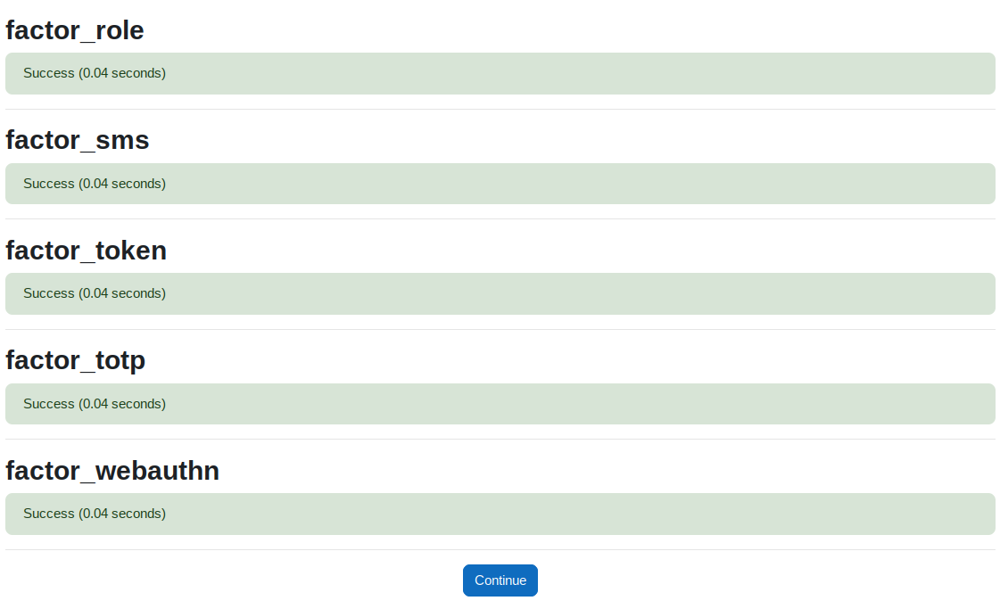 factor_role
Success (0.04 seconds)
factor_sms
Success (0.04 seconds)
factor_token
Success (0.04 seconds)
factor_totp
Success (0.04 seconds)
factor_webauthn
Success (0.04 seconds)
Continue